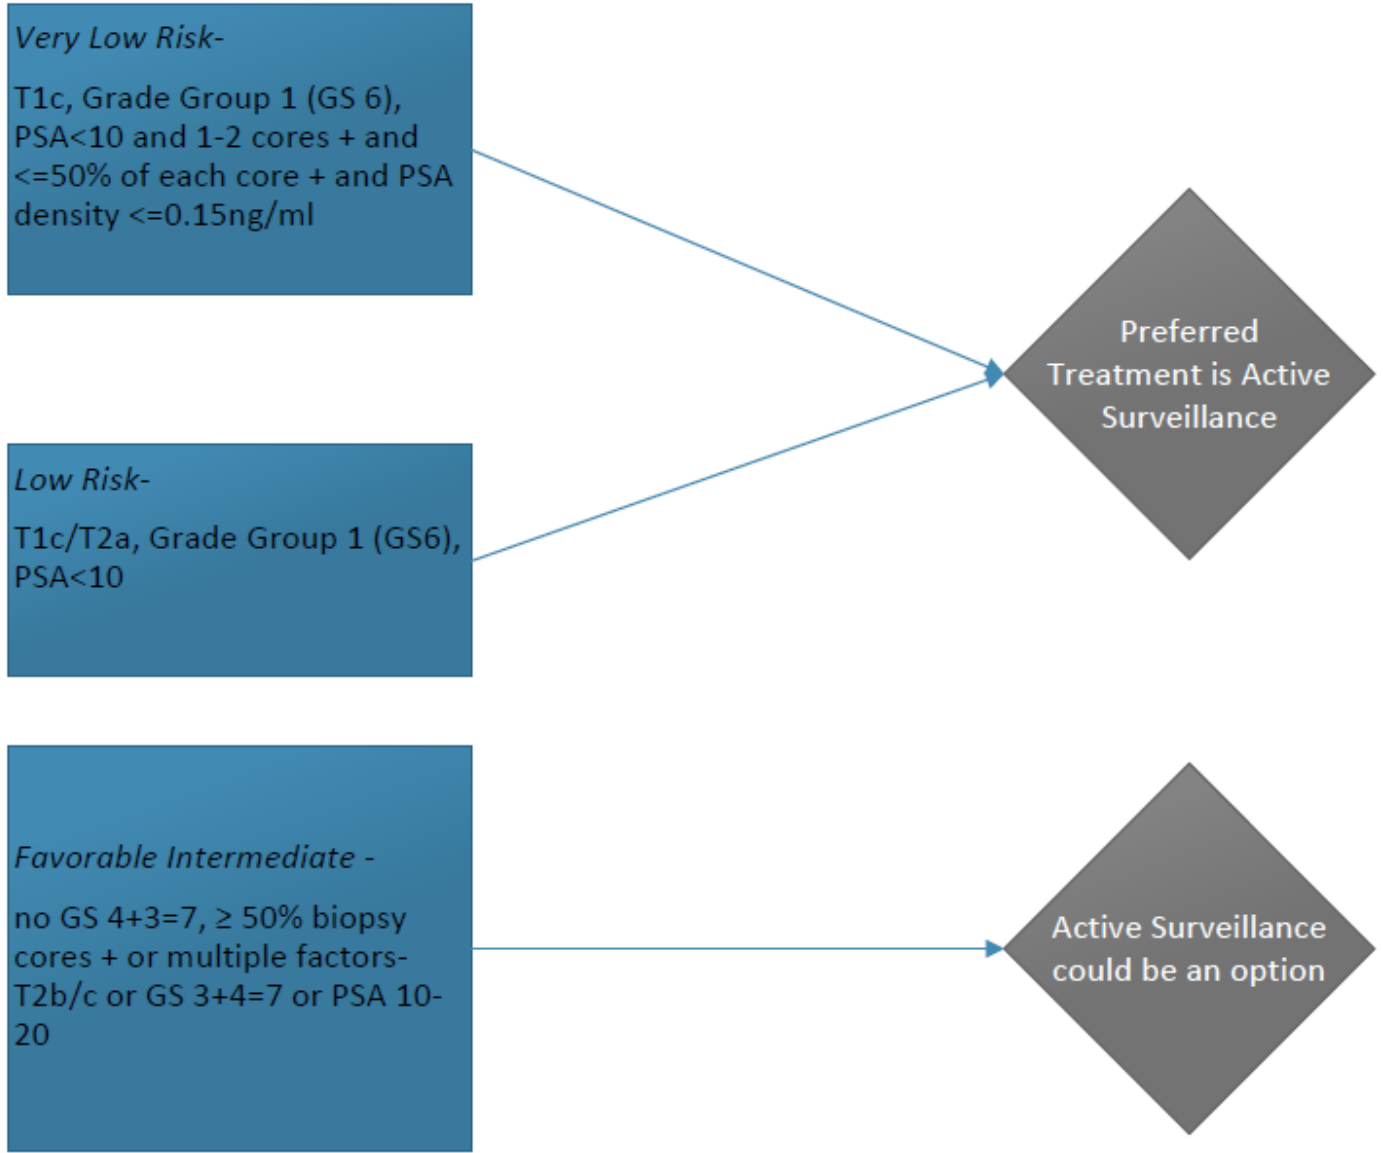 Very Low Risk-
T1c, Grade Group 1 (GS 6),
PSA<10 and 1-2 cores + and
<=50% of each core + and PSA
density <=0.15ng/ml
Preferred
Treatment is Active
Surveillance
Low Risk-
T1c/T2a, Grade Group 1 (GS6),
PSA<10
Favorable Intermediate -
no GS 4+3=7, ≥ 50% biopsy
cores + or multiple factors-
T2b/c or GS 3+4=7 or PSA 10-
20
Active Surveillance
could be an option